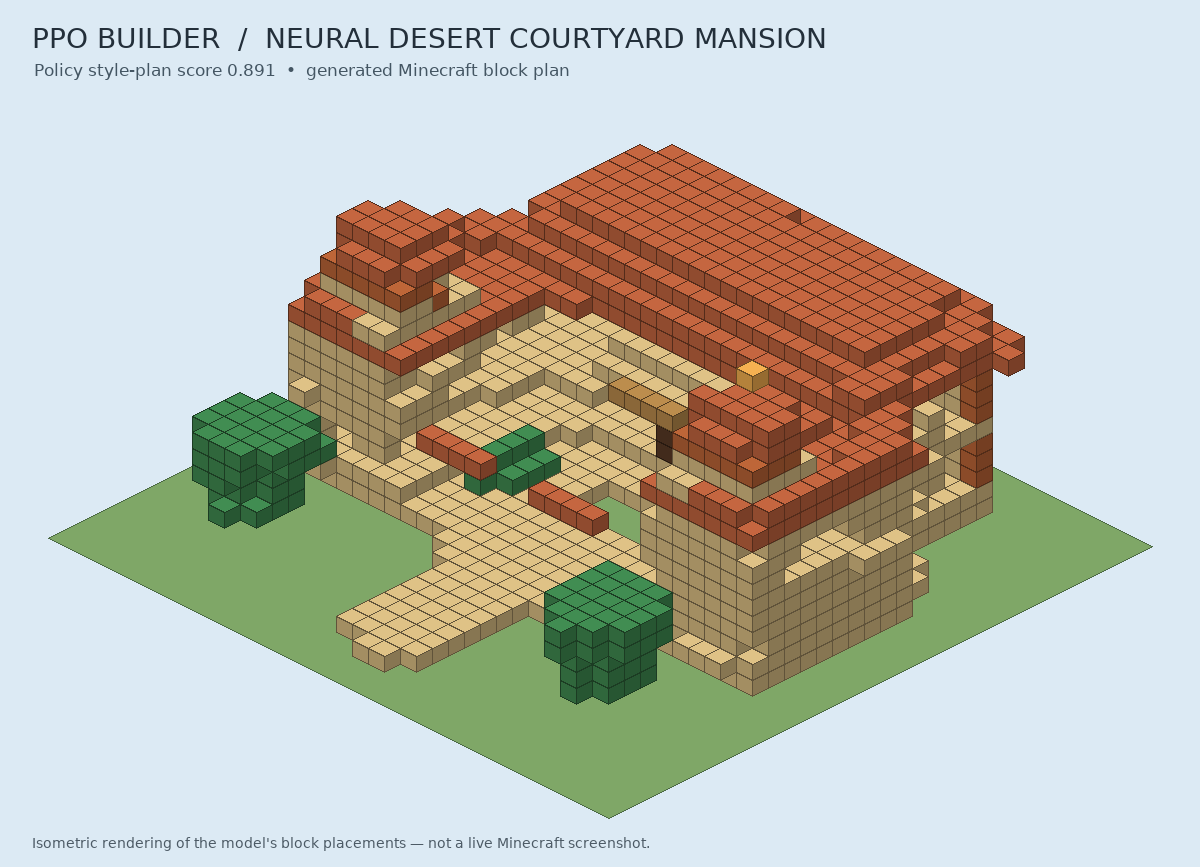 PPO BUILDER / NEURAL DESERT COURTYARD MANSION
Policy style-plan score 0.891 • generated Minecraft block plan
Isometric rendering of the model's block placements — not a live Minecraft screenshot.